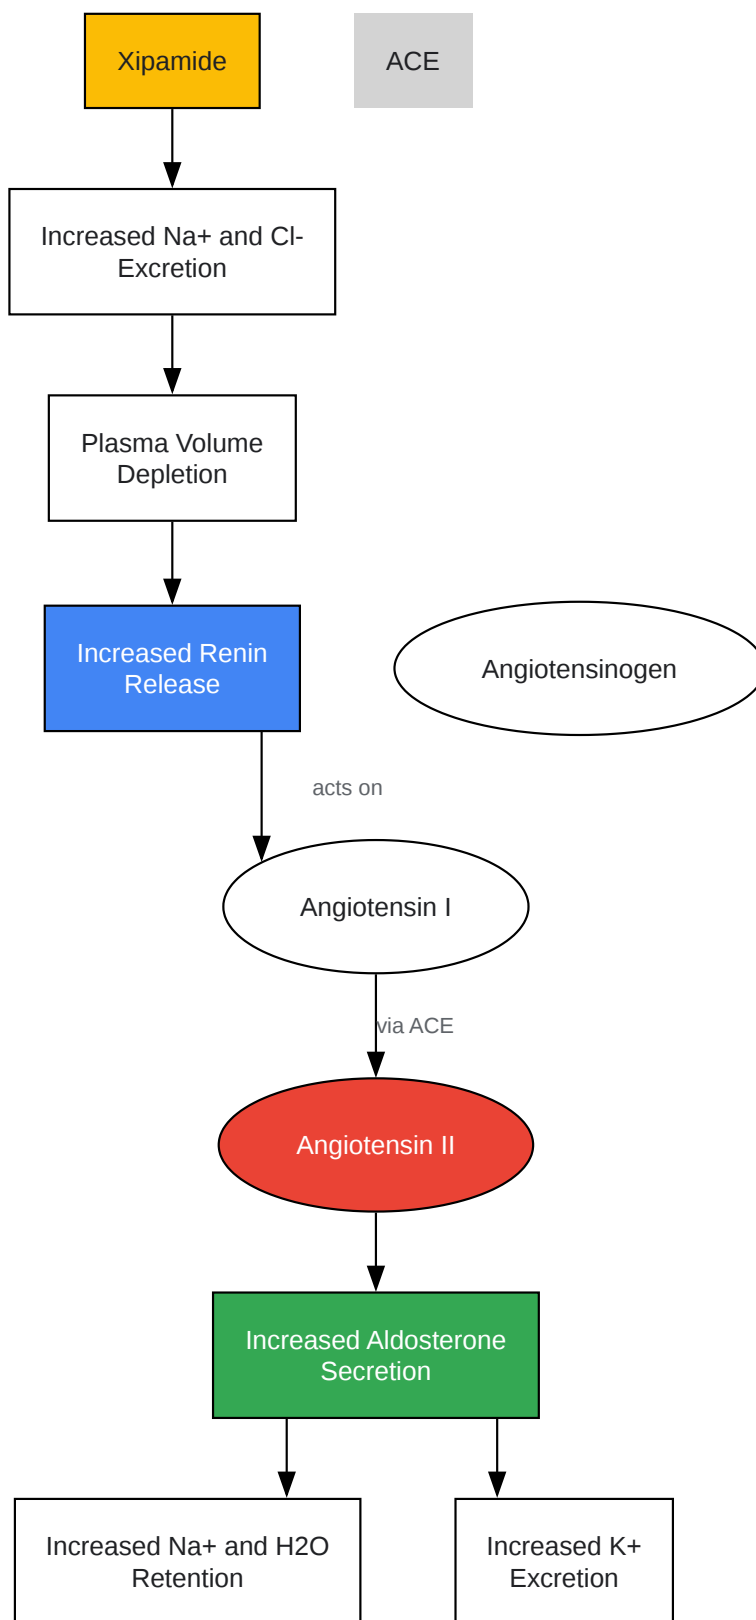 Xipamide
ACE
Increased Na+ and Cl-
Excretion
Plasma Volume
Depletion
Increased Renin
Release
Angiotensinogen
acts on
Angiotensin I
via ACE
Angiotensin II
Increased Aldosterone
Secretion
Increased Na+ and H2O
Retention
Increased K+
Excretion